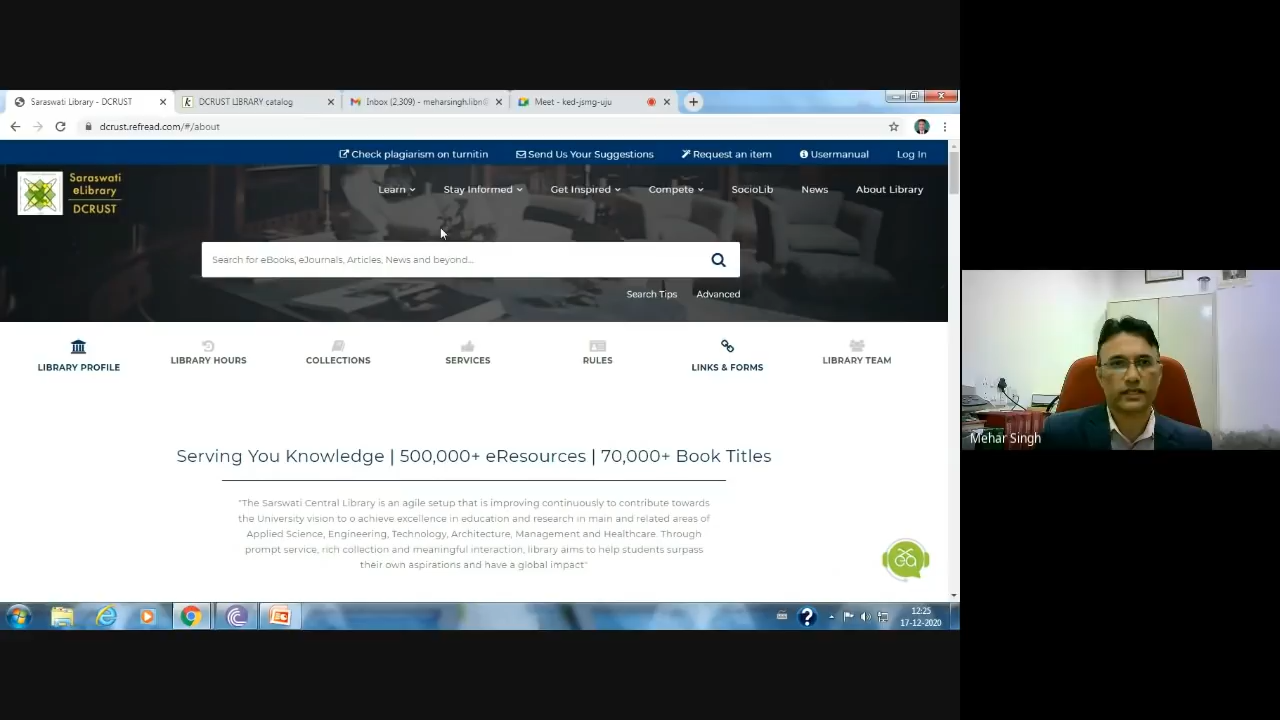 Saraswati Library - DCRUST
DCRUST LIBRARY catalog
Inbox (2,309) - meharsingh.libn@
Meet - ked-jsmg-uju
dcrust.refread.com/#/about
Check plagiarism on turnitin
Send Us Your Suggestions
Request an item
Usermanual
Log In
Saraswati
eLibrary
DCRUST
Learn
Stay Informed
Get Inspired
Compete
SocioLib
News
About Library
Search for eBooks, eJournals, Articles, News and beyond...
Search Tips
Advanced
LIBRARY PROFILE
LIBRARY HOURS
COLLECTIONS
SERVICES
RULES
LINKS & FORMS
LIBRARY TEAM
Serving You Knowledge | 500,000+ eResources | 70,000+ Book Titles
"The Sarswati Central Library is an agile setup that is improving continuously to contribute towards
the University vision to o achieve excellence in education and research in main and related areas of
Applied Science, Engineering, Technology, Architecture, Management and Healthcare. Through
prompt service, rich collection and meaningful interaction, library aims to help students surpass
their own aspirations and have a global impact"
Mehar Singh
12:25
17-12-2020